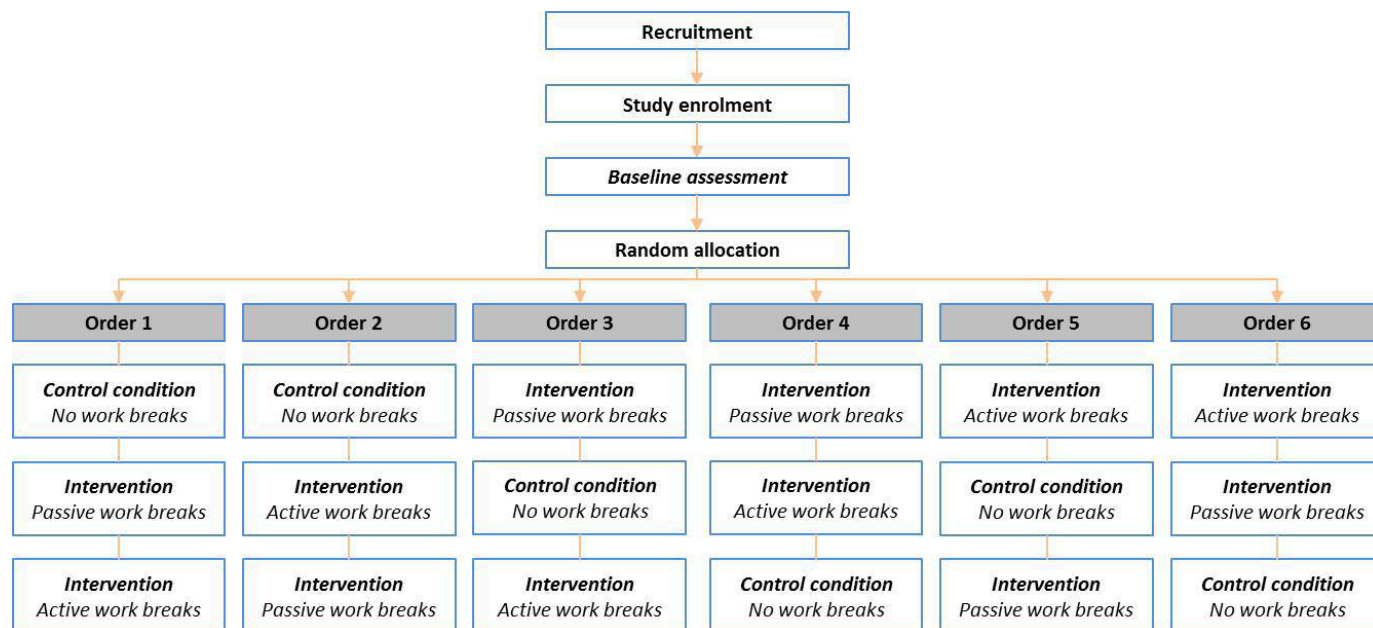 Recruitment
Study enrolment
Baseline assessment
Random allocation
Order 1
Order 2
Order 3
Order 4
Order 5
Order 6
Control condition
No work breaks
Control condition
No work breaks
Intervention
Passive work breaks
Intervention
Passive work breaks
Intervention
Active work breaks
Intervention
Active work breaks
Intervention
Passive work breaks
Intervention
Active work breaks
Control condition
No work breaks
Intervention
Active work breaks
Control condition
No work breaks
Intervention
Passive work breaks
Intervention
Active work breaks
Intervention
Passive work breaks
Intervention
Active work breaks
Control condition
No work breaks
Intervention
Passive work breaks
Control condition
No work breaks